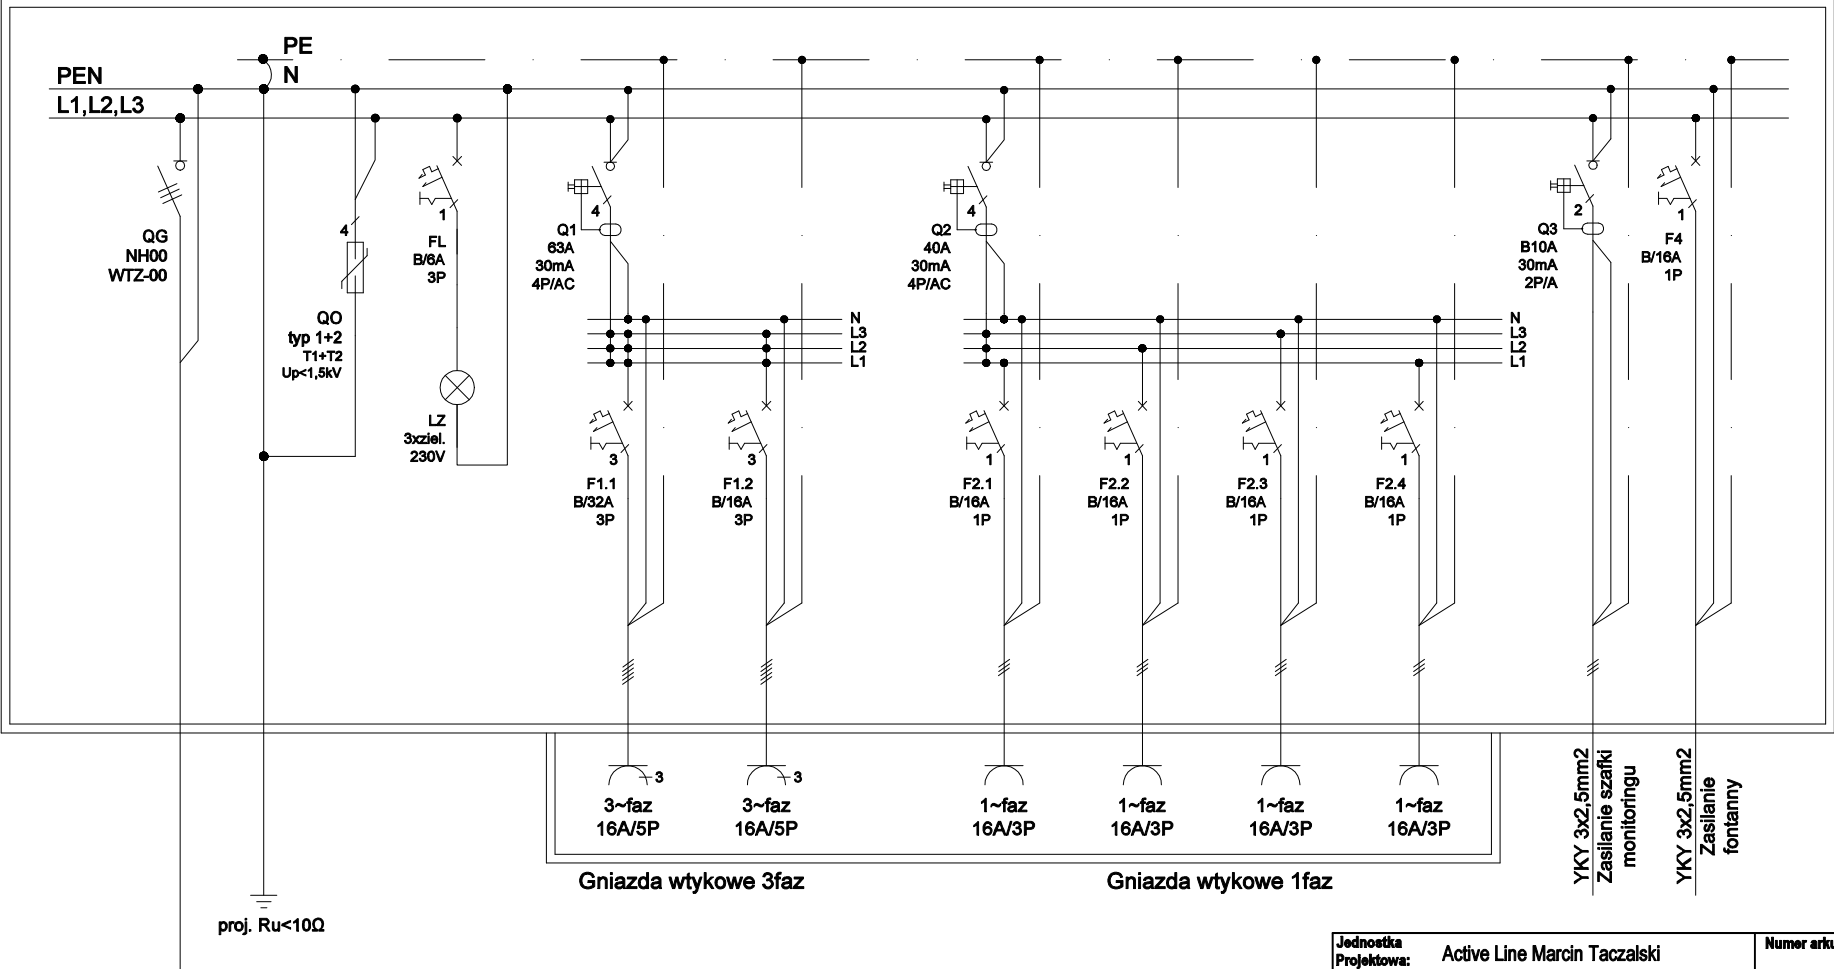 PE
N
PEN
L1,L2,L3
QG
NH00
WTZ-00
4
QO
typ 1+2
T1+T2
Up<1,5kV
1
FL
B/6A
3P
LZ
3xziel.
230V
4
Q1
63A
30mA
4P/AC
N
L3
L2
L1
3
F1.1
B/32A
3P
3
F1.2
B/16A
3P
4
Q2
40A
30mA
4P/AC
N
L3
L2
L1
1
F2.1
B/16A
1P
1
F2.2
B/16A
1P
1
F2.3
B/16A
1P
1
F2.4
B/16A
1P
2
Q3
B10A
30mA
2P/A
1
F4
B/16A
1P
3
3~faz
16A/5P
3
3~faz
16A/5P
1~faz
16A/3P
1~faz
16A/3P
1~faz
16A/3P
1~faz
16A/3P
Gniazda wtykowe 3faz
Gniazda wtykowe 1faz
YKY 3x2,5mm2
Zasilanie szafki
monitoringu
YKY 3x2,5mm2
Zasilanie
fontanny
proj. Ru<10Ω
Jednostka
Projektowa:
Active Line Marcin Taczalski
Numer arku